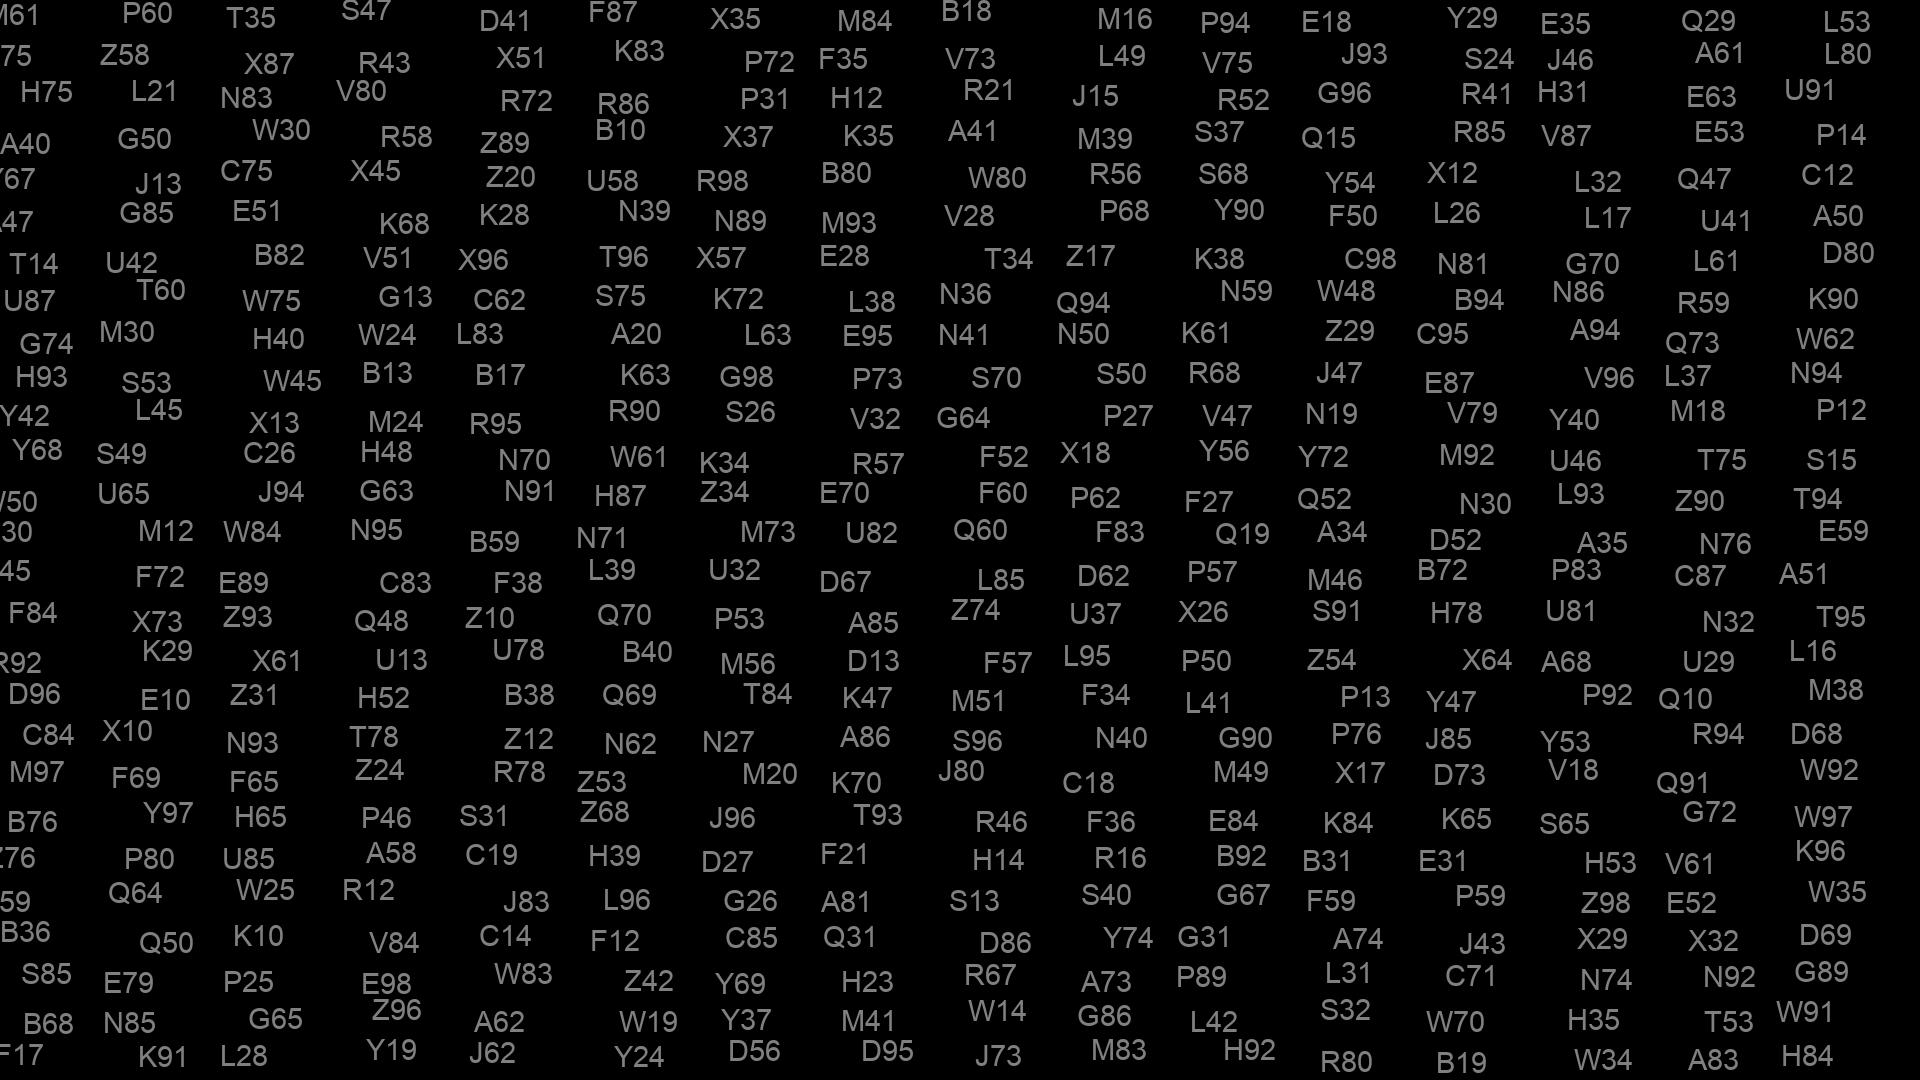 M61 P60 T35 S47 D41 F87 X35 M84 B18 M16 P94 E18 Y29 E35 Q29 L53
75 Z58 X87 R43 X51 K83 P72 F35 V73 L49 V75 J93 S24 J46 A61 L80
H75 L21 N83 V80 R72 R86 P31 H12 R21 J15 R52 G96 R41 H31 E63 U91
A40 G50 W30 R58 Z89 B10 X37 K35 A41 M39 S37 Q15 R85 V87 E53 P14
Y67 J13 C75 X45 Z20 U58 R98 B80 W80 R56 S68 Y54 X12 L32 Q47 C12
A47 G85 E51 K68 K28 N39 N89 M93 V28 P68 Y90 F50 L26 L17 U41 A50
T14 U42 B82 V51 X96 T96 X57 E28 T34 Z17 K38 C98 N81 G70 L61 D80
U87 T60 W75 G13 C62 S75 K72 L38 N36 Q94 N59 W48 B94 N86 R59 K90
G74 M30 H40 W24 L83 A20 L63 E95 N41 N50 K61 Z29 C95 A94 Q73 W62
H93 S53 W45 B13 B17 K63 G98 P73 S70 S50 R68 J47 E87 V96 L37 N94
Y42 L45 X13 M24 R95 R90 S26 V32 G64 P27 V47 N19 V79 Y40 M18 P12
Y68 S49 C26 H48 N70 W61 K34 R57 F52 X18 Y56 Y72 M92 U46 T75 S15
W50 U65 J94 G63 N91 H87 Z34 E70 F60 P62 F27 Q52 N30 L93 Z90 T94
30 M12 W84 N95 B59 N71 M73 U82 Q60 F83 Q19 A34 D52 A35 N76 E59
45 F72 E89 C83 F38 L39 U32 D67 L85 D62 P57 M46 B72 P83 C87 A51
F84 X73 Z93 Q48 Z10 Q70 P53 A85 Z74 U37 X26 S91 H78 U81 N32 T95
R92 K29 X61 U13 U78 B40 M56 D13 F57 L95 P50 Z54 X64 A68 U29 L16
D96 E10 Z31 H52 B38 Q69 T84 K47 M51 F34 L41 P13 Y47 P92 Q10 M38
C84 X10 N93 T78 Z12 N62 N27 A86 S96 N40 G90 P76 J85 Y53 R94 D68
M97 F69 F65 Z24 R78 Z53 M20 K70 J80 C18 M49 X17 D73 V18 Q91 W92
B76 Y97 H65 P46 S31 Z68 J96 T93 R46 F36 E84 K84 K65 S65 G72 W97
Z76 P80 U85 A58 C19 H39 D27 F21 H14 R16 B92 B31 E31 H53 V61 K96
59 Q64 W25 R12 J83 L96 G26 A81 S13 S40 G67 F59 P59 Z98 E52 W35
B36 Q50 K10 V84 C14 F12 C85 Q31 D86 Y74 G31 A74 J43 X29 X32 D69
S85 E79 P25 E98 W83 Z42 Y69 H23 R67 A73 P89 L31 C71 N74 N92 G89
B68 N85 G65 Z96 A62 W19 Y37 M41 W14 G86 L42 S32 W70 H35 T53 W91
F17 K91 L28 Y19 J62 Y24 D56 D95 J73 M83 H92 R80 B19 W34 A83 H84